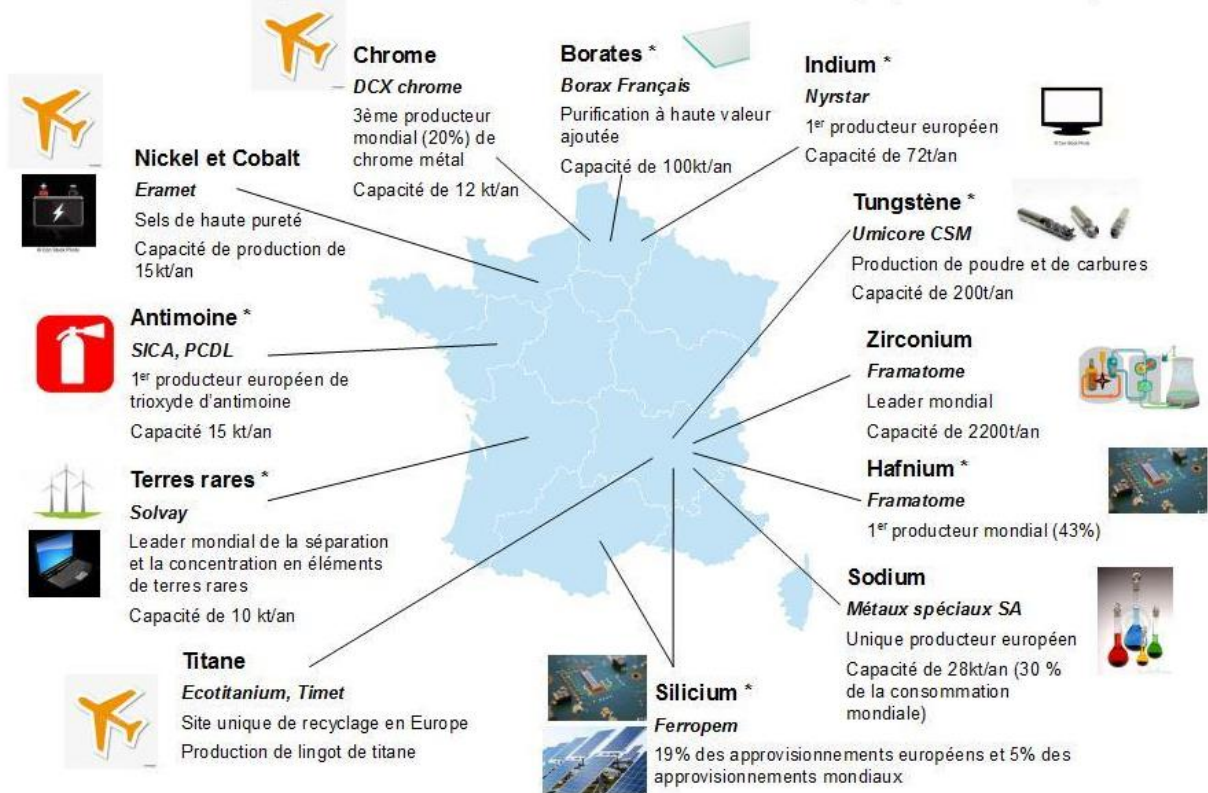 Chrome
DCX chrome
3ème producteur
mondial (20%) de
chrome métal
Capacité de 12 kt/an
Borates *
Borax Français
Purification à haute valeur
ajoutée
Capacité de 100kt/an
Indium *
Nyrstar
1er producteur européen
Capacité de 72t/an
Nickel et Cobalt
Eramet
Sels de haute pureté
Capacité de production de
15kt/an
Tungstène *
Umicore CSM
Production de poudre et de carbures
Capacité de 200t/an
Antimoine *
SICA, PCDL
1er producteur européen de
trioxyde d'antimoine
Capacité 15 kt/an
Zirconium
Framatome
Leader mondial
Capacité de 2200t/an
Terres rares *
Solvay
Leader mondial de la séparation
et la concentration en éléments
de terres rares
Capacité de 10 kt/an
Hafnium *
Framatome
1er producteur mondial (43%)
Sodium
Métaux spéciaux SA
Unique producteur européen
Capacité de 28kt/an (30 %
de la consommation
mondiale)
Titane
Ecotitanium, Timet
Site unique de recyclage en Europe
Production de lingot de titane
Silicium *
Ferropem
19% des approvisionnements européens et 5% des
approvisionnements mondiaux